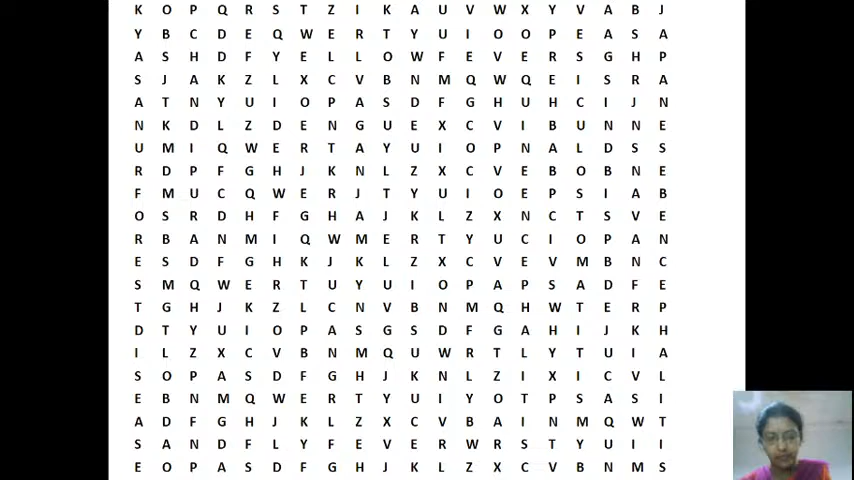 K O P Q R S T Z I K A U V W X Y V A B J
Y B C D E Q W E R T Y U I O O P E A S A
A S H D F Y E L L O W F E V E R S G H P
S J A K Z L X C V B N M Q W Q E I S R A
A T N Y U I O P A S D F G H U H C I J N
N K D L Z D E N G U E X C V I B U N N E
U M I Q W E R T A Y U I O P N A L D S S
R D P F G H J K N L Z X C V E B O B N E
F M U C Q W E R J T Y U I O E P S I A B
O S R D H F G H A J K L Z X N C T S V E
R B A N M I Q W M E R T Y U C I O P A N
E S D F G H K J K L Z X C V E V M B N C
S M Q W E R T U Y U I O P A P S A D F E
T G H J K Z L C N V B N M Q H W T E R P
D T Y U I O P A S G S D F G A H I J K H
I L Z X C V B N M Q U W R T L Y T U I A
S O P A S D F G H J K N L Z I X I C V L
E B N M Q W E R T Y U I Y O T P S A S I
A D F G H J K L Z X C V B A I N M Q W T
S A N D F L Y F E V E R W R S T Y U I I
E O P A S D F G H J K L Z X C V B N M S